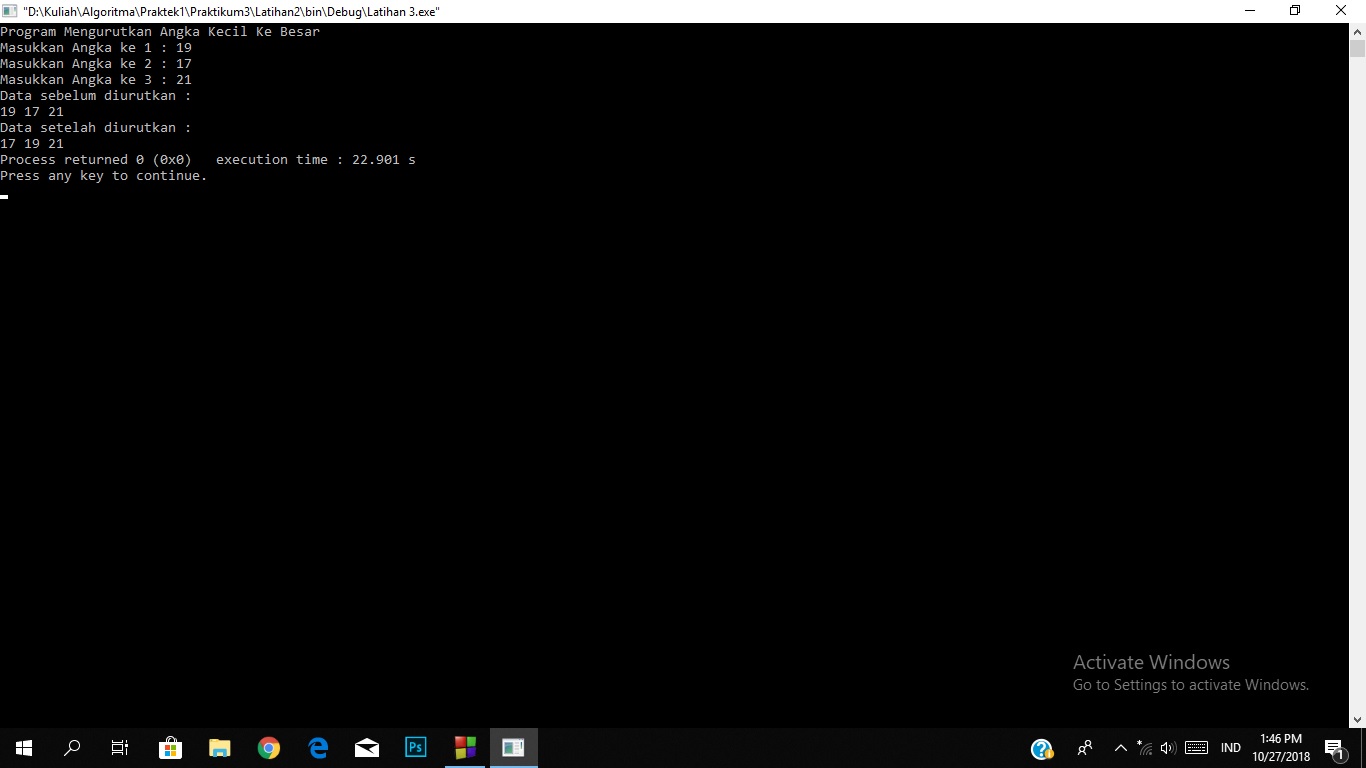 "D:\Kuliah\Algoritma\Praktek1\Praktikum3\Latihan2\bin\Debug\Latihan 3.exe"
Program Mengurutkan Angka Kecil Ke Besar
Masukkan Angka ke 1 : 19
Masukkan Angka ke 2 : 17
Masukkan Angka ke 3 : 21
Data sebelum diurutkan :
19 17 21
Data setelah diurutkan :
17 19 21
Process returned 0 (0x0)   execution time : 22.901 s
Press any key to continue.
Activate Windows
Go to Settings to activate Windows.
Ps
IND
1:46 PM
10/27/2018
1